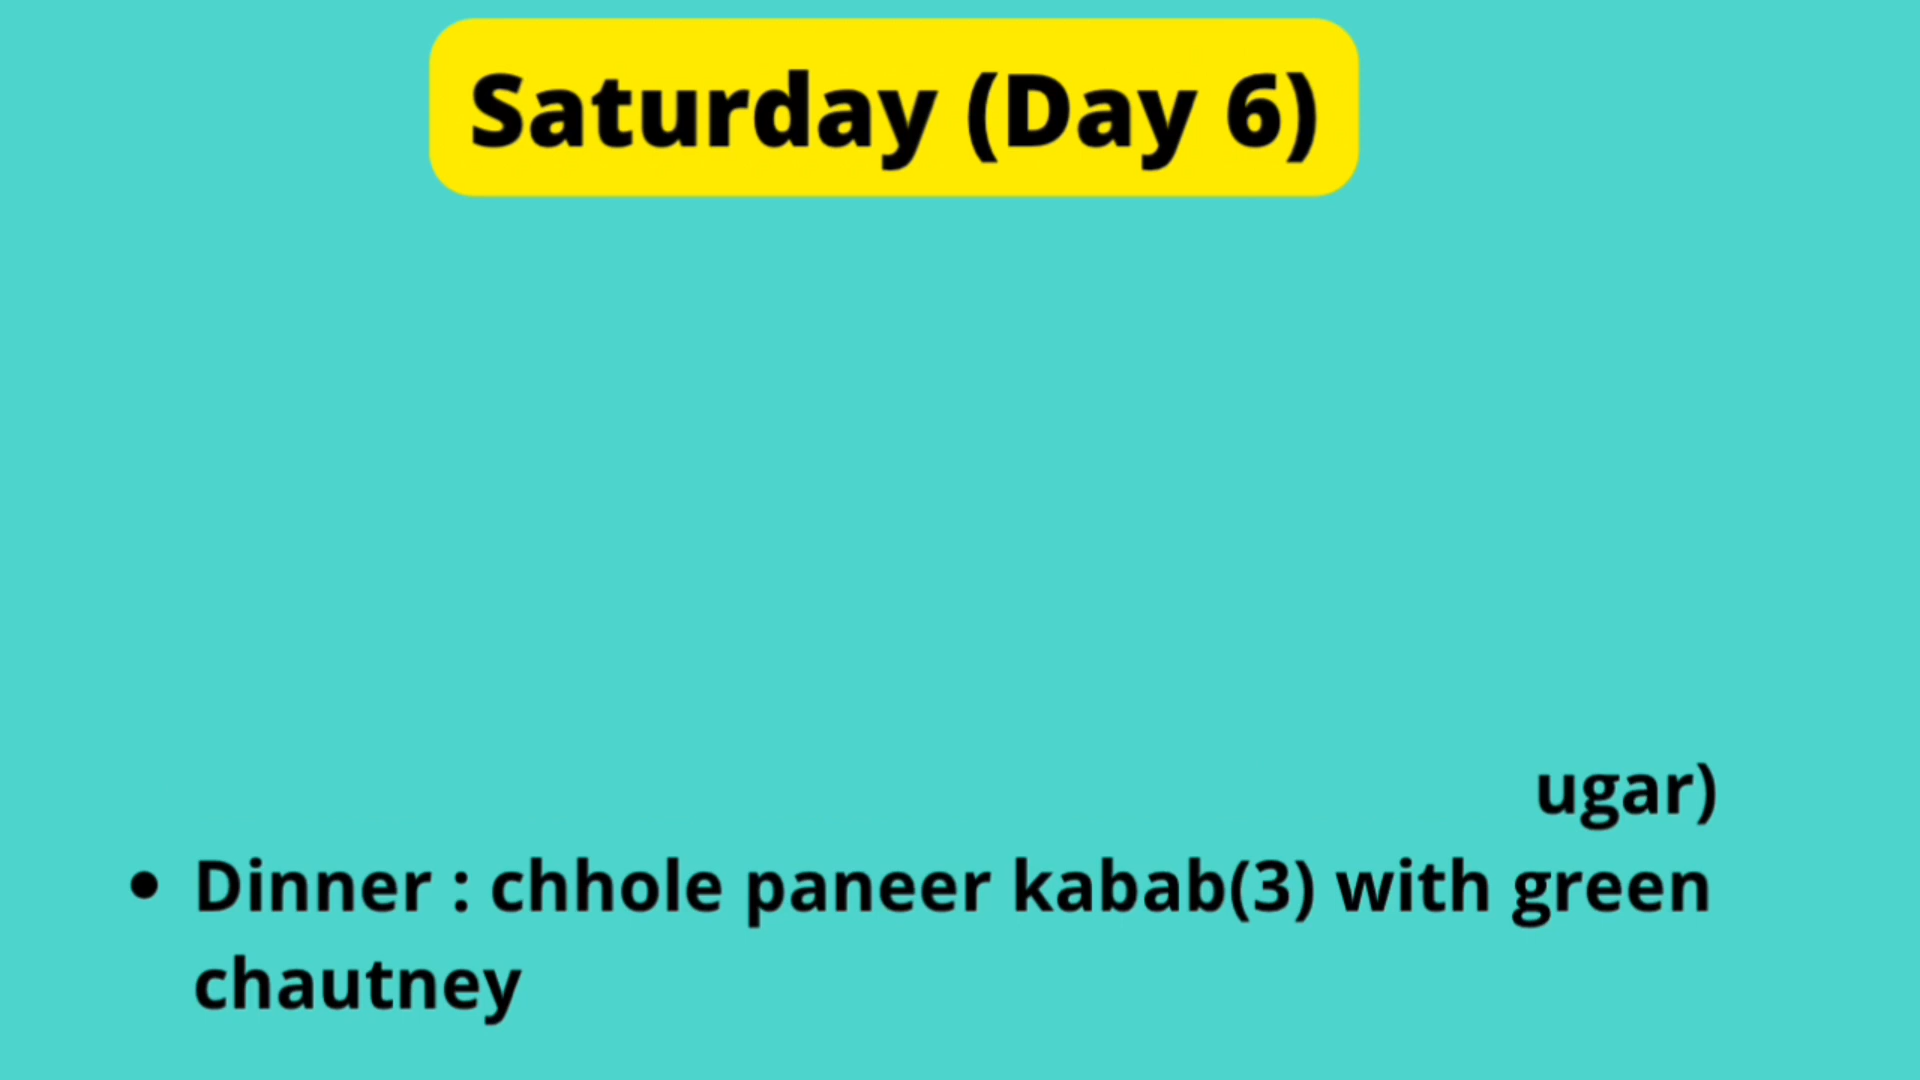 Saturday (Day 6)
ugar)
Dinner : chhole paneer kabab(3) with green
chautney